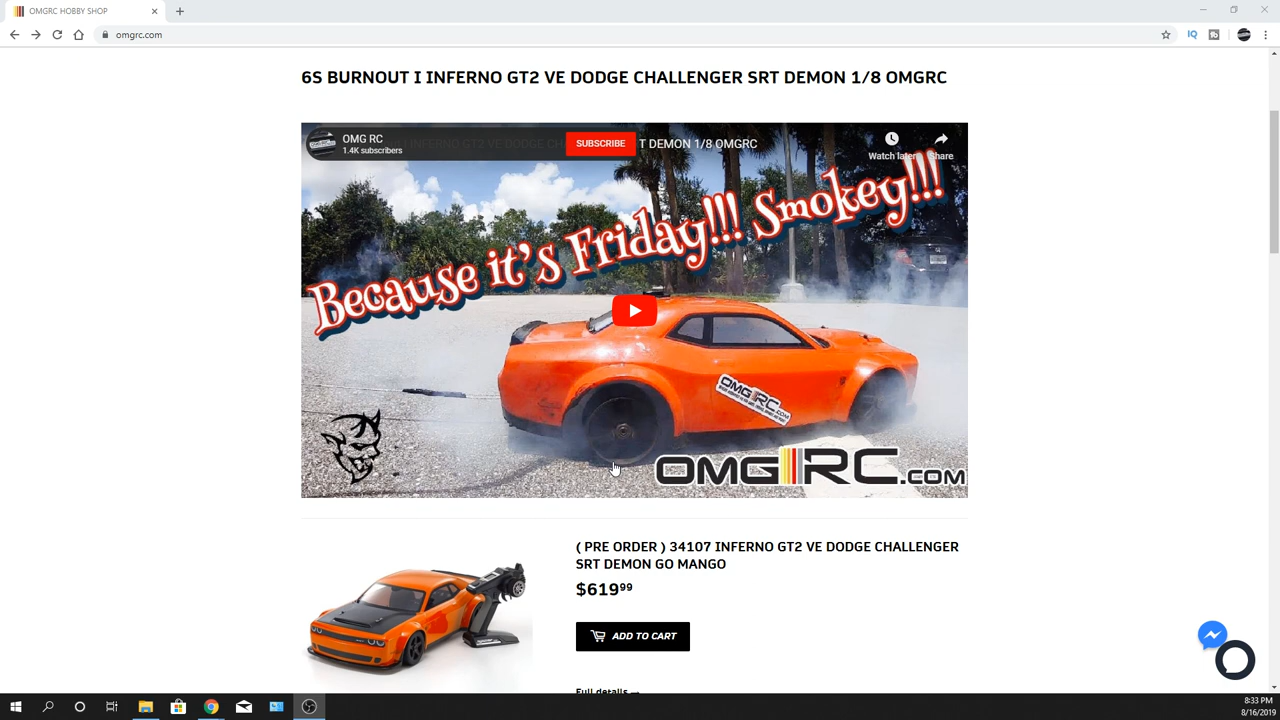 OMGRC HOBBY SHOP
omgrc.com
IQ
6S BURNOUT I INFERNO GT2 VE DODGE CHALLENGER SRT DEMON 1/8 OMGRC
OMG RC
1.4K subscribers
SUBSCRIBE
T DEMON 1/8 OMGRC
Watch later
Share
Because it's Friday!!! Smokey!!!
OMGRC.COM
OMGRC.COM
( PRE ORDER ) 34107 INFERNO GT2 VE DODGE CHALLENGER
SRT DEMON GO MANGO
$619.99
ADD TO CART
Full details →
8:33 PM
8/16/2019